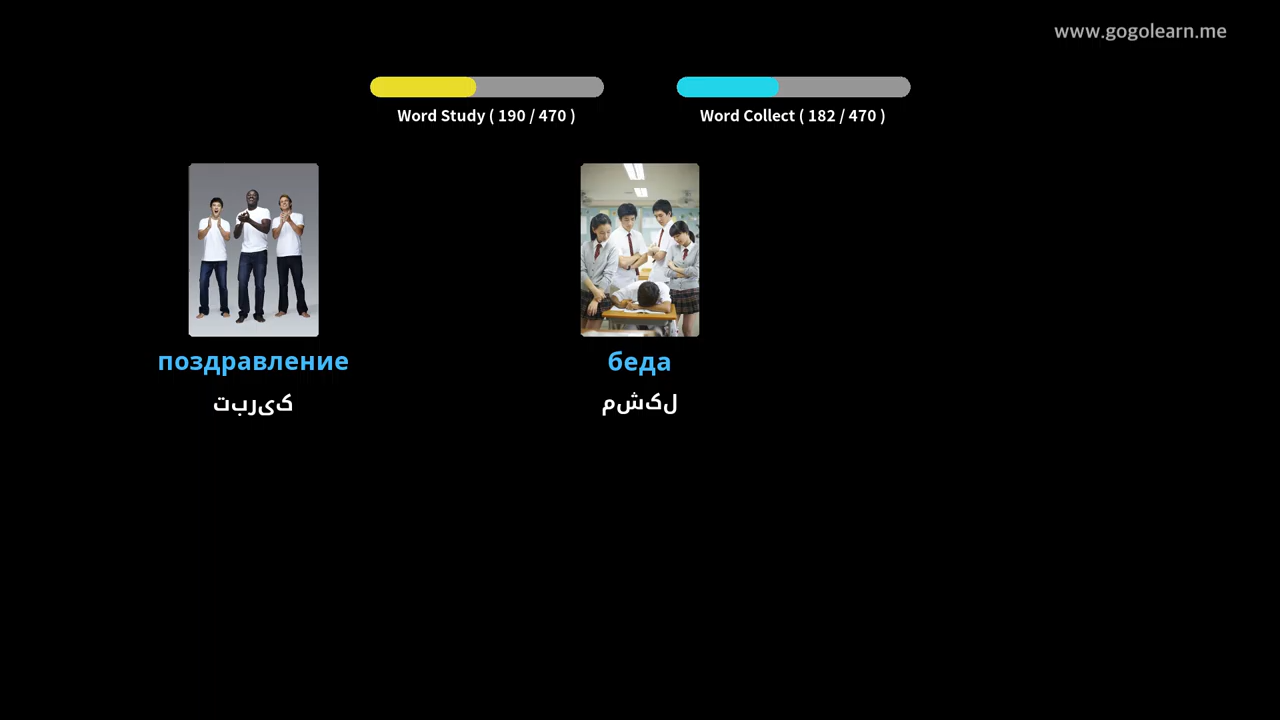 www.gogolearn.me
Word Study ( 190 / 470 )
Word Collect ( 182 / 470 )
поздравление
беда
تبریک
مشکل